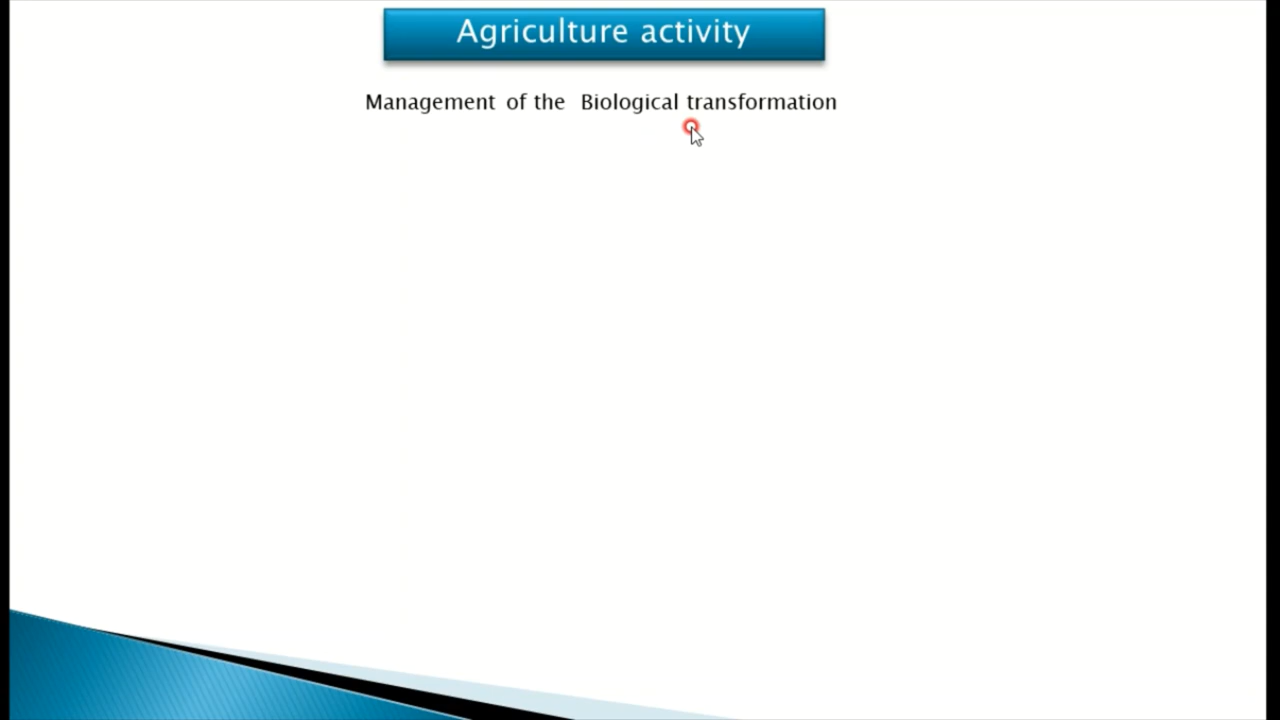 Agriculture activity
Management of the Biological transformation